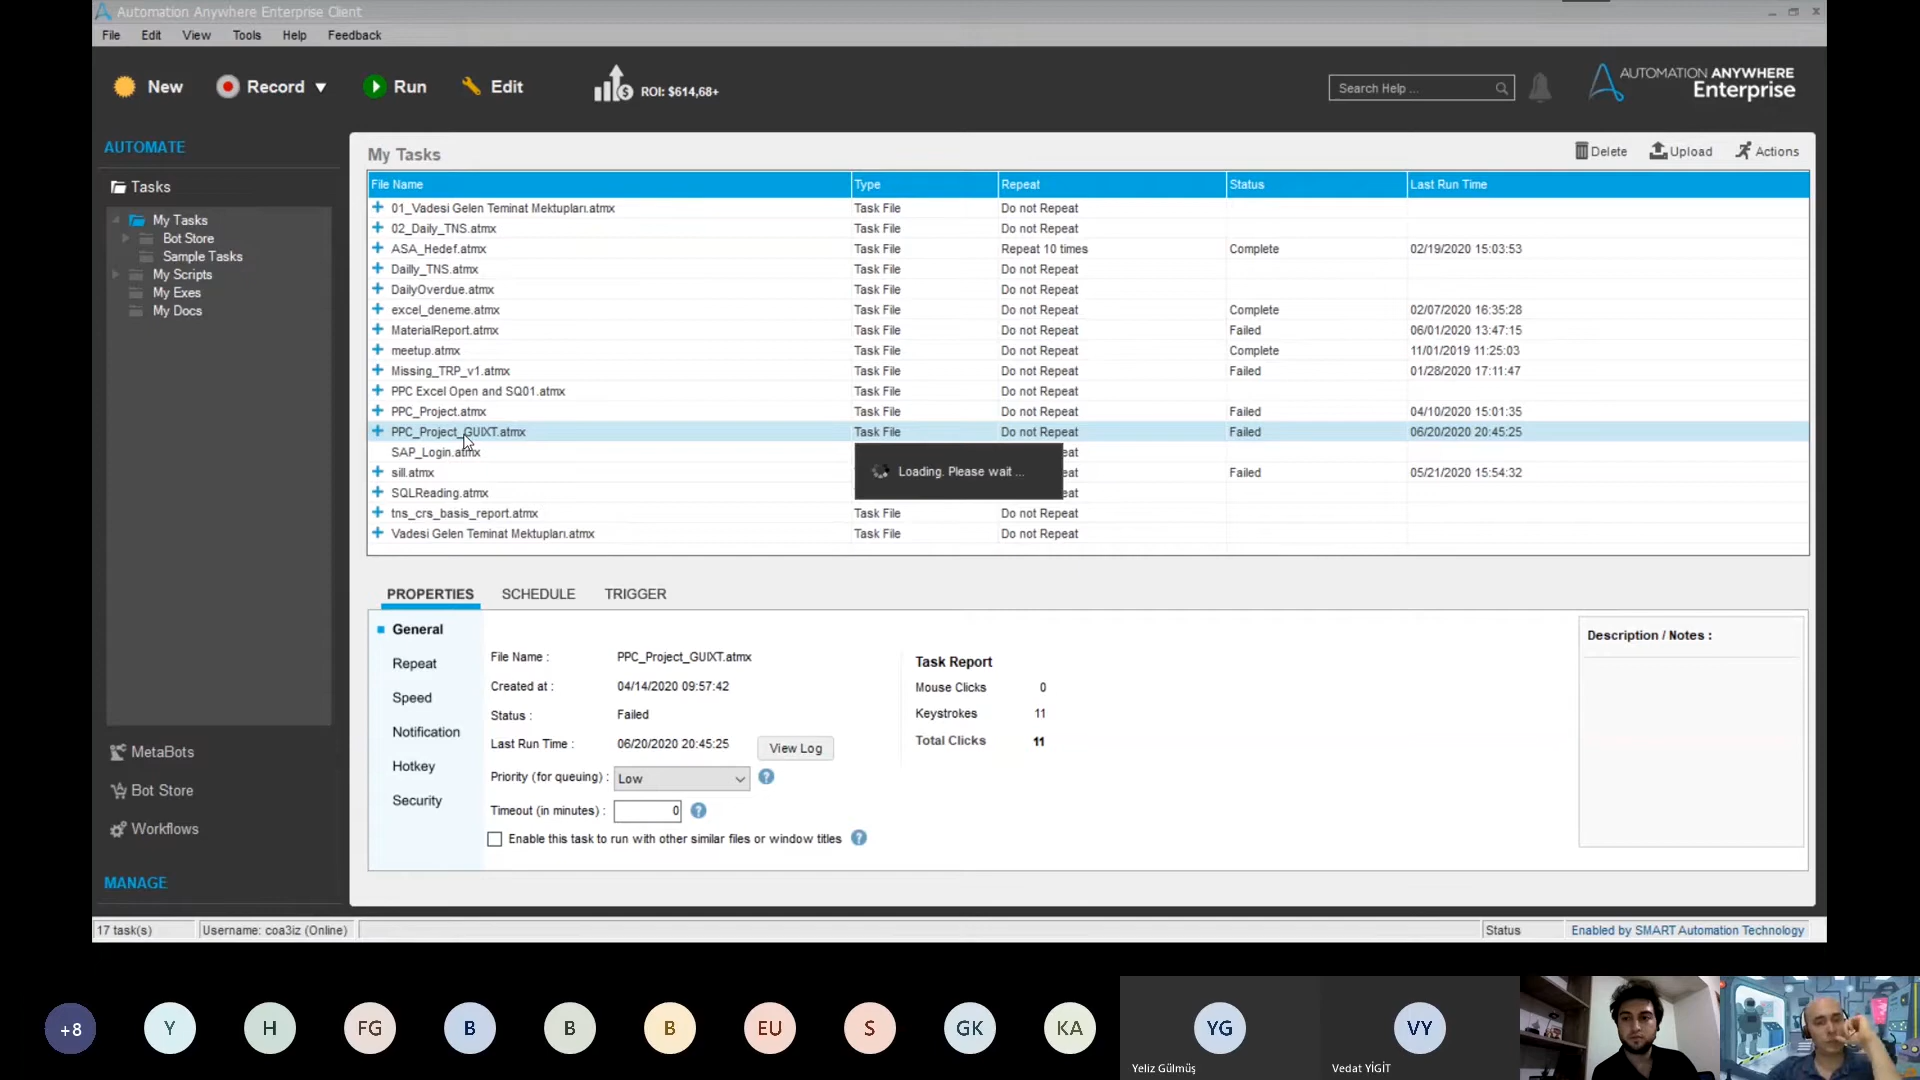 Automation Anywhere Enterprise Client
File Edit View Tools Help Feedback
New Record Run Edit ROI: $614,68+ Search Help ... AUTOMATION ANYWHERE Enterprise
AUTOMATE
Tasks
My Tasks
Bot Store
Sample Tasks
My Scripts
My Exes
My Docs
MetaBots
Bot Store
Workflows
MANAGE
My Tasks Delete Upload Actions
File Name Type Repeat Status Last Run Time
01_Vadesi Gelen Teminat Mektupları.atmx Task File Do not Repeat
02_Daily_TNS.atmx Task File Do not Repeat
ASA_Hedef.atmx Task File Repeat 10 times Complete 02/19/2020 15:03:53
Dailly_TNS.atmx Task File Do not Repeat
DailyOverdue.atmx Task File Do not Repeat
excel_deneme.atmx Task File Do not Repeat Complete 02/07/2020 16:35:28
MaterialReport.atmx Task File Do not Repeat Failed 06/01/2020 13:47:15
meetup.atmx Task File Do not Repeat Complete 11/01/2019 11:25:03
Missing_TRP_v1.atmx Task File Do not Repeat Failed 01/28/2020 17:11:47
PPC Excel Open and SQ01.atmx Task File Do not Repeat
PPC_Project.atmx Task File Do not Repeat Failed 04/10/2020 15:01:35
PPC_Project_GUIXT.atmx Task File Do not Repeat Failed 06/20/2020 20:45:25
SAP_Login.atmx eat
sill.atmx eat Failed 05/21/2020 15:54:32
SQLReading.atmx eat
tns_crs_basis_report.atmx Task File Do not Repeat
Vadesi Gelen Teminat Mektupları.atmx Task File Do not Repeat
Loading. Please wait ...
PROPERTIES SCHEDULE TRIGGER
General
Repeat
Speed
Notification
Hotkey
Security
File Name : PPC_Project_GUIXT.atmx
Created at : 04/14/2020 09:57:42
Status : Failed
Last Run Time : 06/20/2020 20:45:25 View Log
Priority (for queuing) : Low ?
Timeout (in minutes) : 0 ?
Enable this task to run with other similar files or window titles ?
Task Report
Mouse Clicks 0
Keystrokes 11
Total Clicks 11
Description / Notes :
17 task(s) Username: coa3iz (Online) Status Enabled by SMART Automation Technology
+8 Y H FG B B B EU S GK KA YG VY
Yeliz Gülmüş Vedat YİGİT